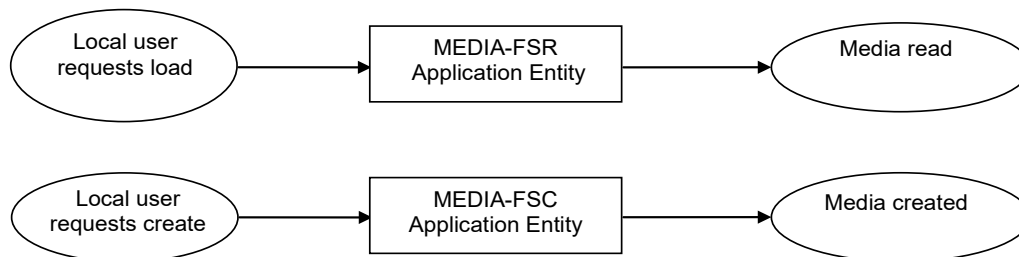 Local user
requests load
MEDIA-FSR
Application Entity
Media read
Local user
requests create
MEDIA-FSC
Application Entity
Media created